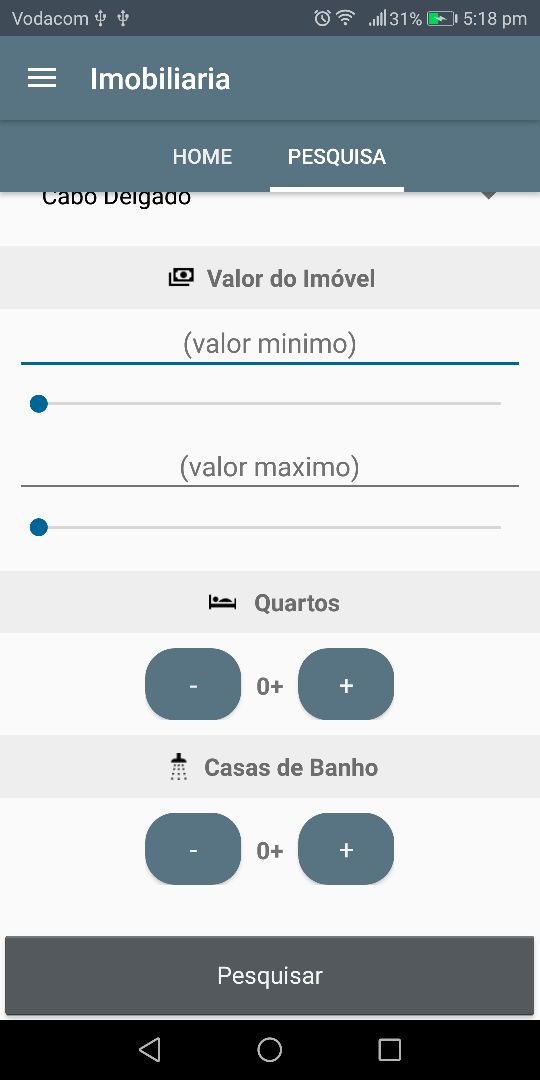 Vodacom 31% 5:18 pm
Imobiliaria
HOME PESQUISA
Cabo Delgado
Valor do Imóvel
(valor minimo)
(valor maximo)
Quartos
- 0+ +
Casas de Banho
- 0+ +
Pesquisar